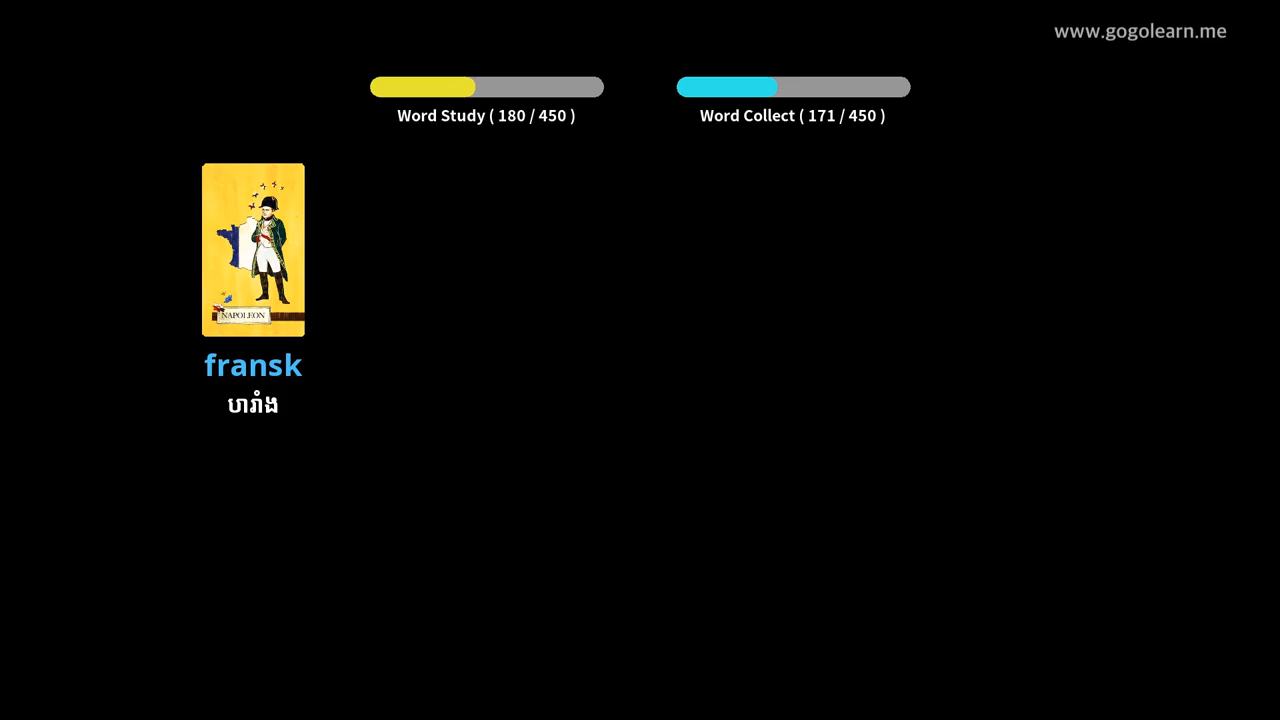 www.gogolearn.me
Word Study ( 180 / 450 )
Word Collect ( 171 / 450 )
NAPOLEON
fransk
បារាំង